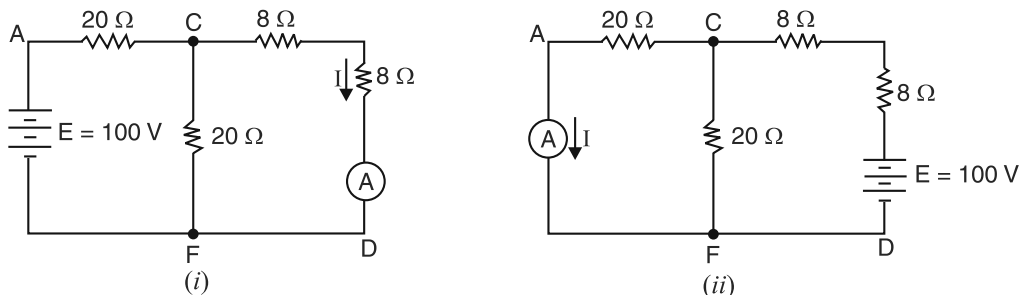 20 Ω C 8 Ω
A
I 8 Ω
E = 100 V 20 Ω
A
F D
(i)
20 Ω C 8 Ω
A
8 Ω
A I 20 Ω
E = 100 V
F D
(ii)